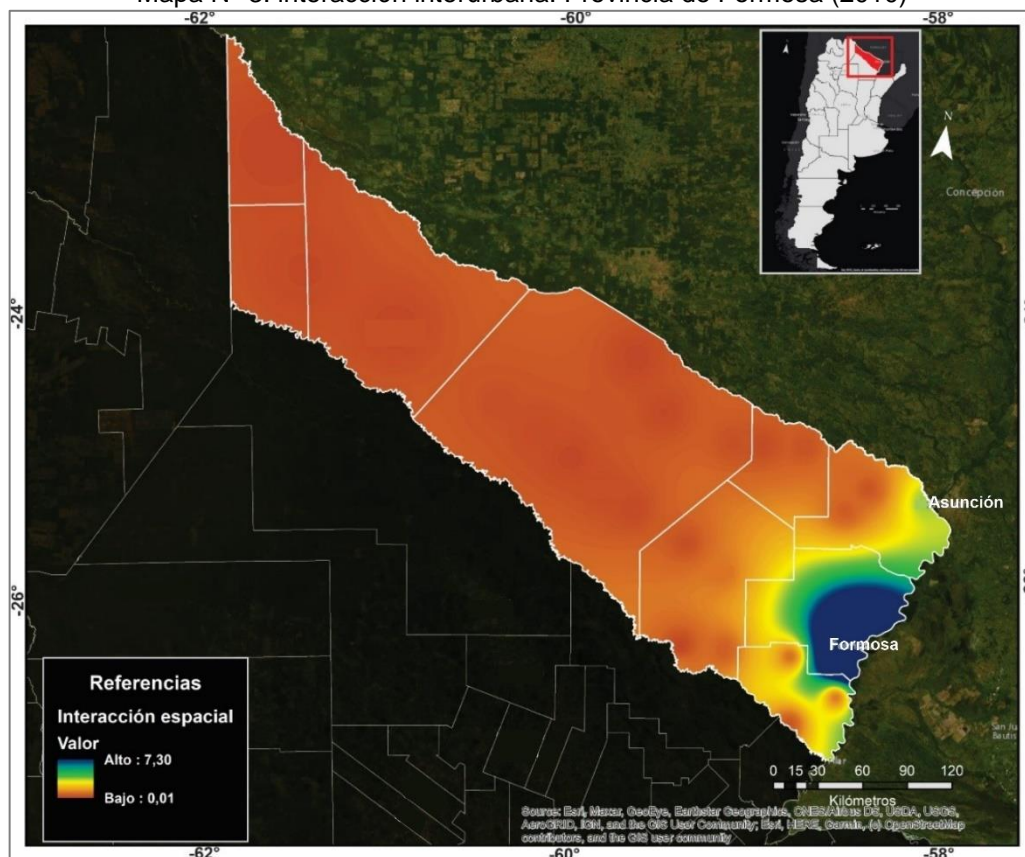 Mapa N° 3. Interacción interurbana. Provincia de Formosa (2010)
-62° -60° -58°
N
Concepción
-24°
Asunción
-26°
Formosa
Referencias
Interacción espacial
Valor
Alto : 7,30
Bajo : 0,01
San Ju
Bautis
0 15 30 60 90 120
Kilómetros
Source: Esri, Maxar, GeoEye, Earthstar Geographics, CNES/Airbus DS, USDA, USGS,
AeroGRID, IGN, and the GIS User Community; Esri, HERE, Garmin, (c) OpenStreetMap
contributors, and the GIS user community
-62° -60° -58°